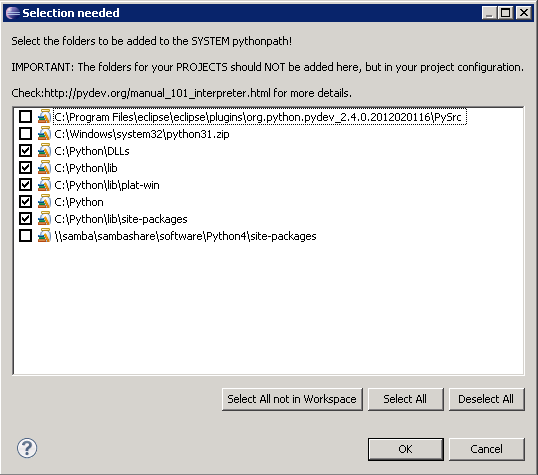 Selection needed
Select the folders to be added to the SYSTEM pythonpath!
IMPORTANT: The folders for your PROJECTS should NOT be added here, but in your project configuration.
Check:http://pydev.org/manual_101_interpreter.html for more details.
C:\Program Files\eclipse\eclipse\plugins\org.python.pydev_2.4.0.2012020116\PySrc
C:\Windows\system32\python31.zip
C:\Python\DLLs
C:\Python\lib
C:\Python\lib\plat-win
C:\Python
C:\Python\lib\site-packages
\\samba\sambashare\software\Python4\site-packages
Select All not in Workspace Select All Deselect All
? OK Cancel